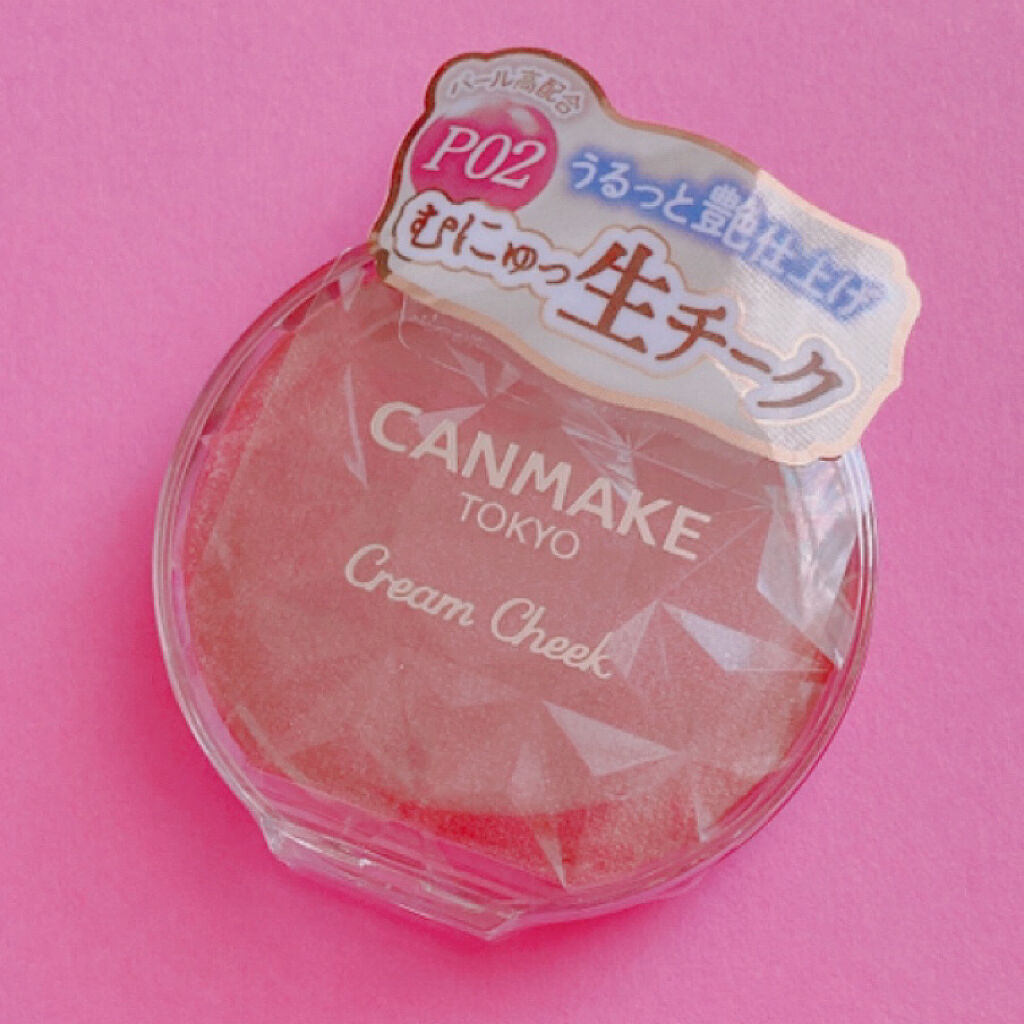 パール高配合
P02
うるっと艶仕上げ
むにゅっ生チーク
CANMAKE
TOKYO
Cream Cheek